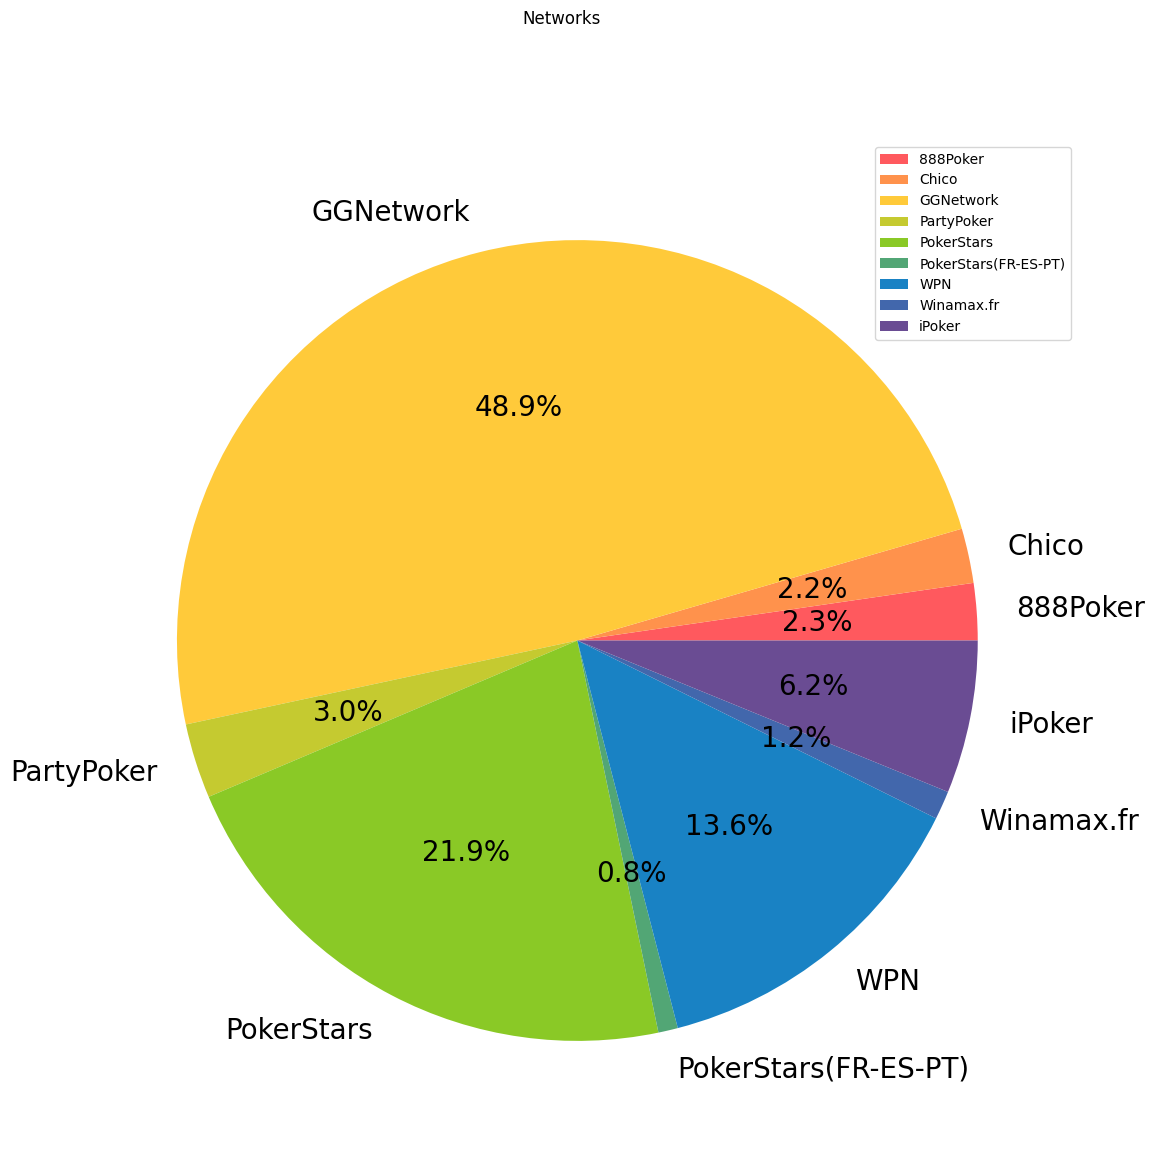 Networks
888Poker
Chico
GGNetwork
PartyPoker
PokerStars
PokerStars(FR-ES-PT)
WPN
Winamax.fr
iPoker
GGNetwork
48.9%
Chico
2.2%
888Poker
2.3%
6.2%
iPoker
3.0%
1.2%
PartyPoker
Winamax.fr
13.6%
21.9%
0.8%
WPN
PokerStars
PokerStars(FR-ES-PT)